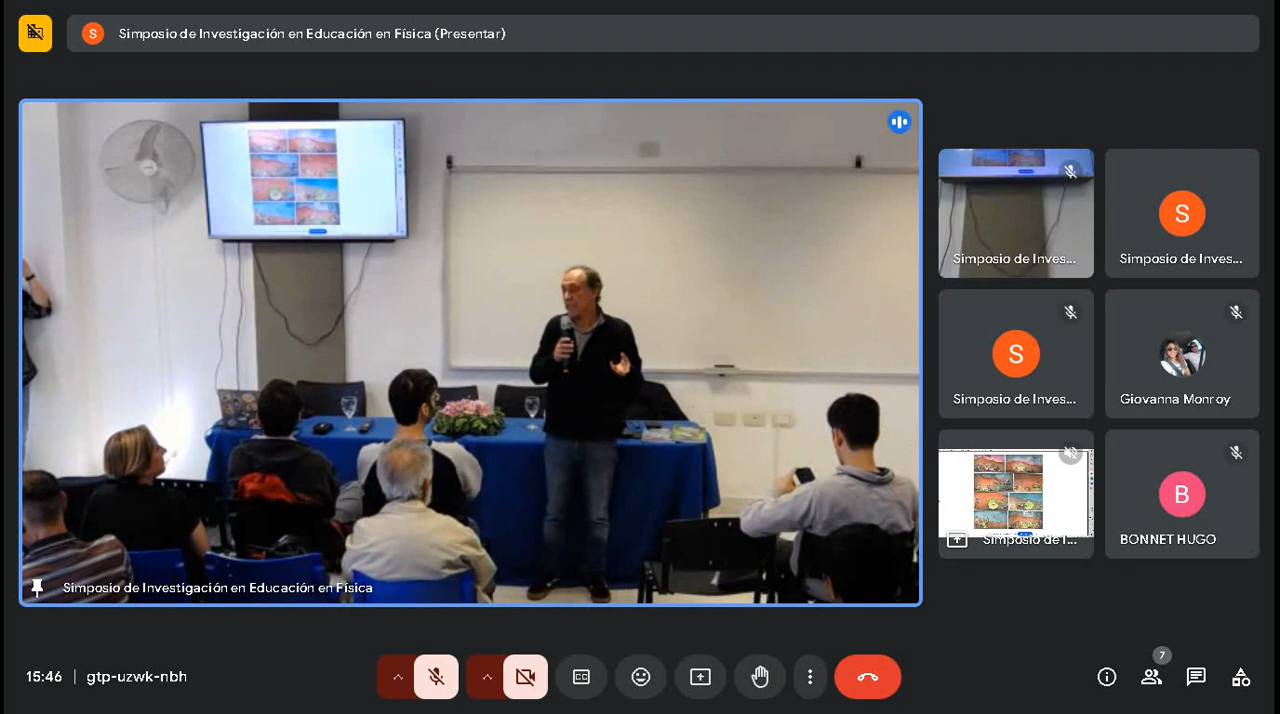 S Simposio de Investigación en Educación en Física (Presentar)
Simposio de Investigación en Educación en Física
Simposio de Inves...
S
Simposio de Inves...
S
Simposio de Inves...
Giovanna Monroy
Simposio de I...
B
BONNET HUGO
15:46 | gtp-uzwk-nbh
CC
7